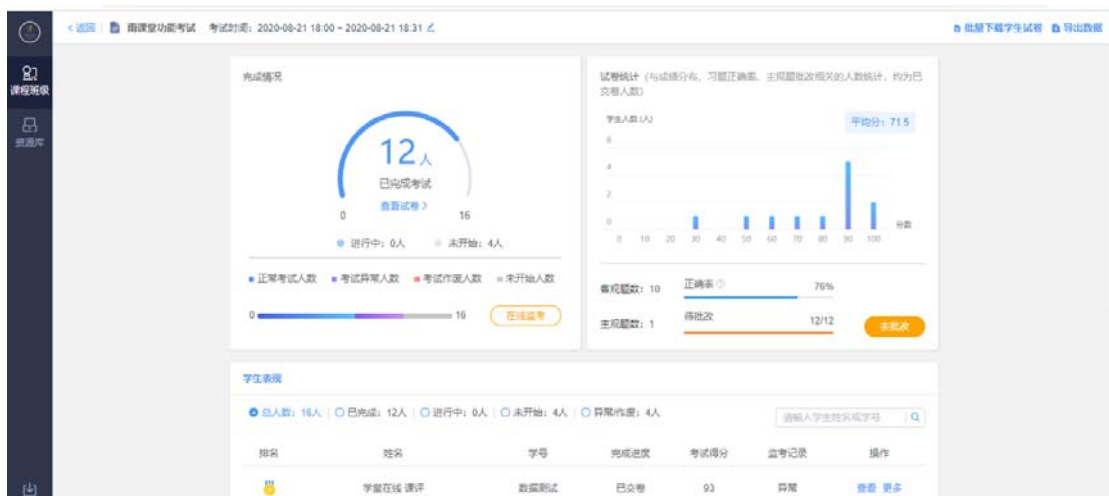 <返回 雨课堂功能考试 考试时间：2020-08-21 18:00 ~ 2020-08-21 18:31
批量下载学生试卷 导出数据
课程班级
资源库
完成情况
12人
已完成考试
查看试卷 >
0 16
进行中：0人 未开始：4人
正常考试人数 考试异常人数 考试作废人数 未开始人数
0 16 在线监考
试卷统计（与成绩分布、习题正确率、主观题批改相关的人数统计，均为已
交卷人数）
学生人数(人)
平均分：71.5
6
4
2
0
0 10 20 30 40 50 60 70 80 90 100 分数
客观题数：10 正确率 76%
主观题数：1 待批改 12/12 去批改
学生表现
总人数：16人 已完成：12人 进行中：0人 未开始：4人 异常/作废：4人
请输入学生姓名或学号
排名 姓名 学号 完成进度 考试得分 监考记录 操作
学堂在线 课评 数据测试 已交卷 93 异常 查看 更多